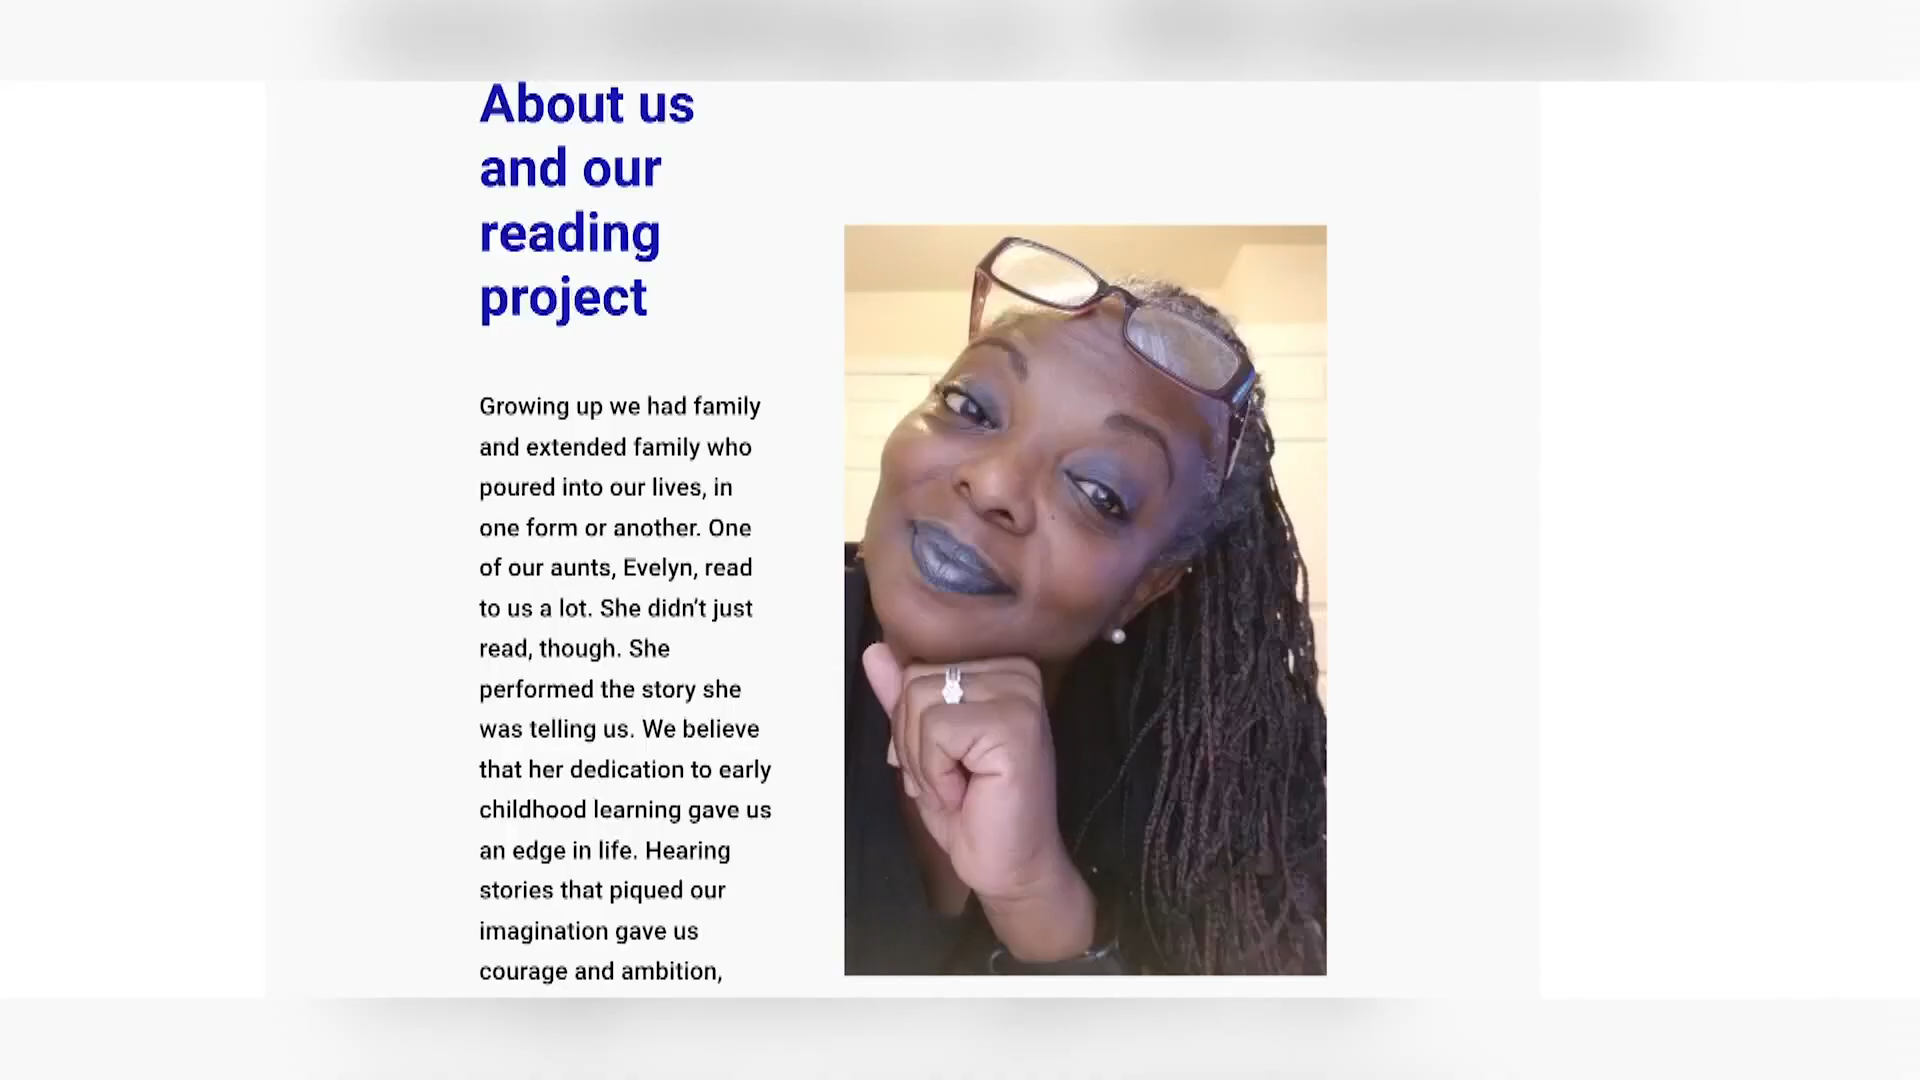 About us
and our
reading
project
Growing up we had family
and extended family who
poured into our lives, in
one form or another. One
of our aunts, Evelyn, read
to us a lot. She didn’t just
read, though. She
performed the story she
was telling us. We believe
that her dedication to early
childhood learning gave us
an edge in life. Hearing
stories that piqued our
imagination gave us
courage and ambition,